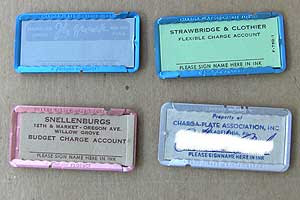 STRAWBRIDGE & CLOTHIER
FLEXIBLE CHARGE ACCOUNT
PLEASE SIGN NAME HERE IN INK
SNELLENBURGS
12TH & MARKET - OREGON AVE.
WILLOW GROVE
BUDGET CHARGE ACCOUNT
PLEASE SIGN NAME HERE IN INK
Property of
CHARGA-PLATE ASSOCIATION, INC.
PLEASE SIGN NAME HERE IN INK